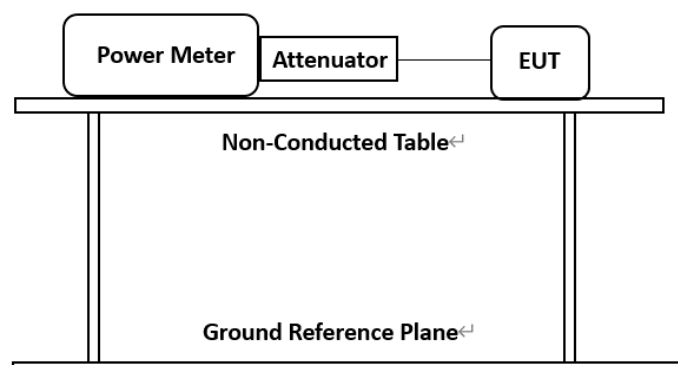 Power Meter
Attenuator
EUT
Non-Conducted Table↵
Ground Reference Plane↵